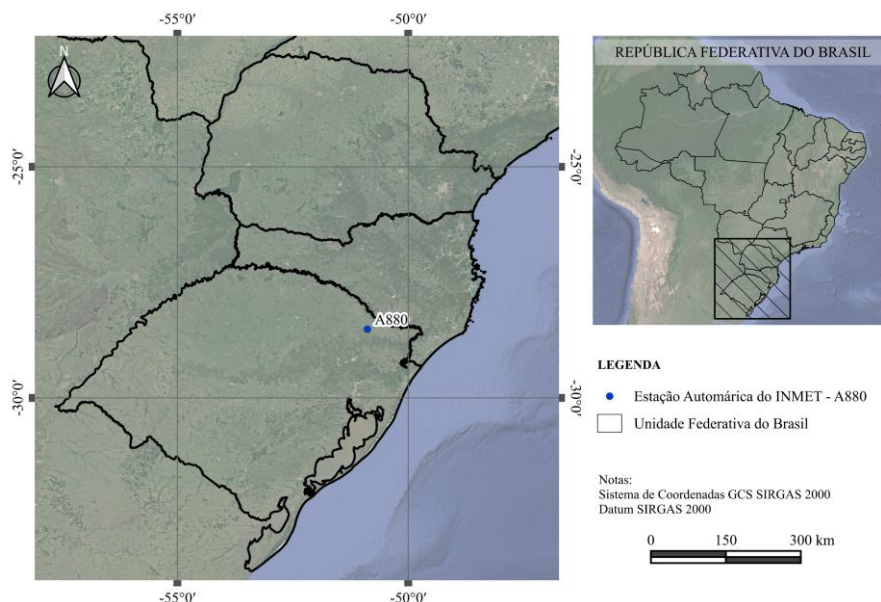 -55°0′
-50°0′
N
REPÚBLICA FEDERATIVA DO BRASIL
-25°0′
-25°0′
A880
-30°0′
-30°0′
LEGENDA
Estação Automárica do INMET - A880
Unidade Federativa do Brasil
Notas:
Sistema de Coordenadas GCS SIRGAS 2000
Datum SIRGAS 2000
0 150 300 km
-55°0′
-50°0′